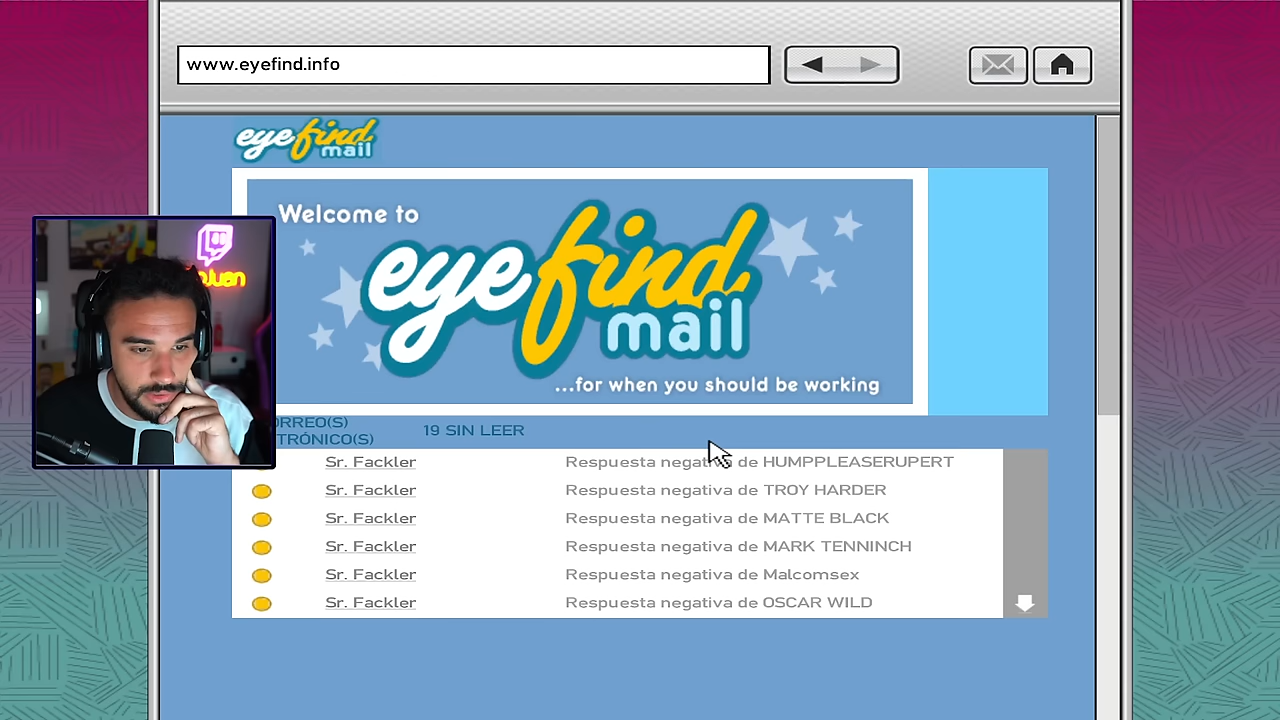 www.eyefind.info
eyefind
mail
Welcome to
eyefind
mail
...for when you should be working
ORREO(S)
TRÓNICO(S)
19 SIN LEER
Sr. Fackler Respuesta negativa de HUMPPLEASERUPERT
Sr. Fackler Respuesta negativa de TROY HARDER
Sr. Fackler Respuesta negativa de MATTE BLACK
Sr. Fackler Respuesta negativa de MARK TENNINCH
Sr. Fackler Respuesta negativa de Malcomsex
Sr. Fackler Respuesta negativa de OSCAR WILD